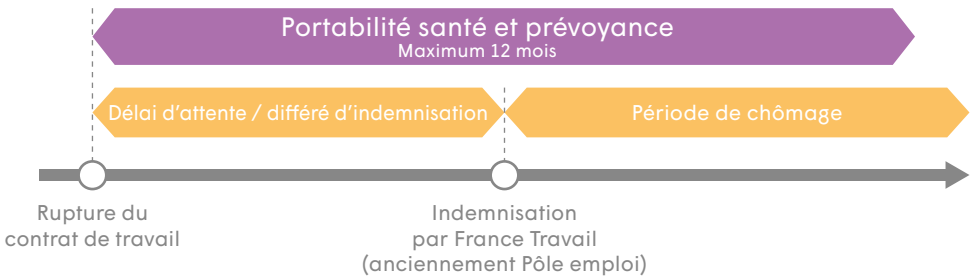 Portabilité santé et prévoyance
Maximum 12 mois
Délai d'attente / différé d'indemnisation
Période de chômage
Rupture du
contrat de travail
Indemnisation
par France Travail
(anciennement Pôle emploi)